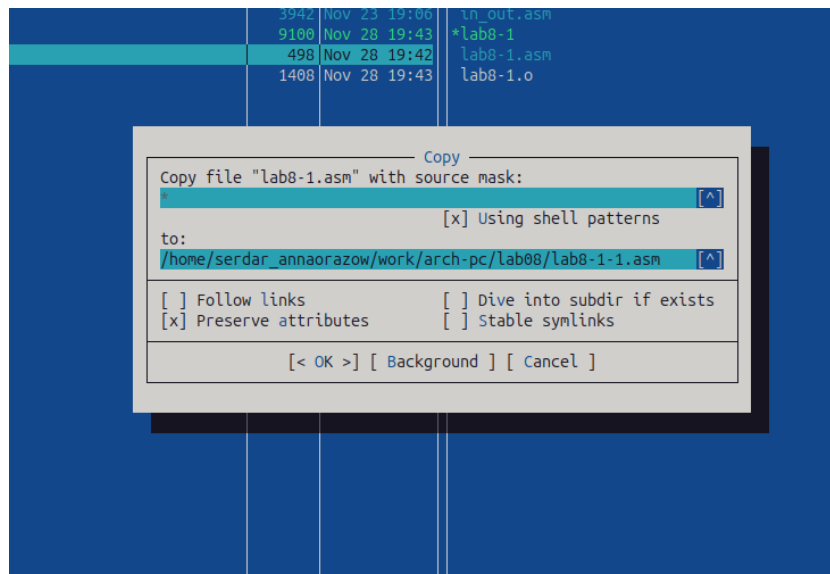 3942 Nov 23 19:06 in_out.asm
9100 Nov 28 19:43 *lab8-1
498 Nov 28 19:42 lab8-1.asm
1408 Nov 28 19:43 lab8-1.o
Copy
Copy file "lab8-1.asm" with source mask:
* [^]
[x] Using shell patterns
to:
/home/serdar_annaorazow/work/arch-pc/lab08/lab8-1-1.asm [^]
[ ] Follow links [ ] Dive into subdir if exists
[x] Preserve attributes [ ] Stable symlinks
[< OK >] [ Background ] [ Cancel ]